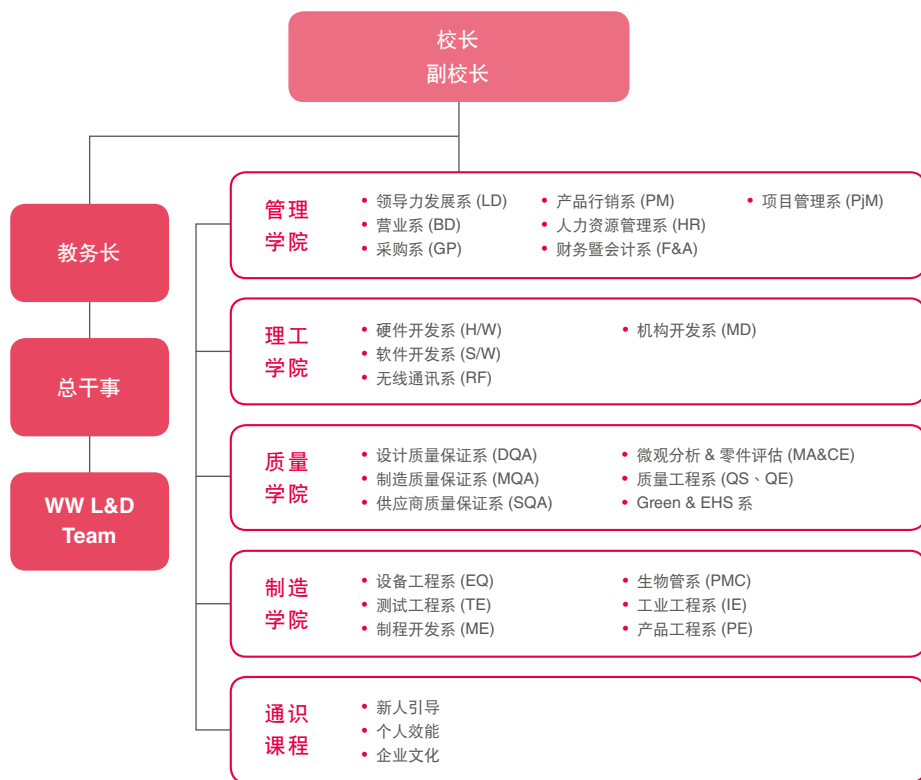 校长
副校长
教务长
总干事
WW L&D
Team
管理
学院
• 领导力发展系 (LD)
• 营业系 (BD)
• 采购系 (GP)
• 产品行销系 (PM)
• 人力资源管理系 (HR)
• 财务暨会计系 (F&A)
• 项目管理系 (PjM)
理工
学院
• 硬件开发系 (H/W)
• 软件开发系 (S/W)
• 无线通讯系 (RF)
• 机构开发系 (MD)
质量
学院
• 设计质量保证系 (DQA)
• 制造质量保证系 (MQA)
• 供应商质量保证系 (SQA)
• 微观分析 & 零件评估 (MA&CE)
• 质量工程系 (QS、QE)
• Green & EHS 系
制造
学院
• 设备工程系 (EQ)
• 测试工程系 (TE)
• 制程开发系 (ME)
• 生物管系 (PMC)
• 工业工程系 (IE)
• 产品工程系 (PE)
通识
课程
• 新人引导
• 个人效能
• 企业文化